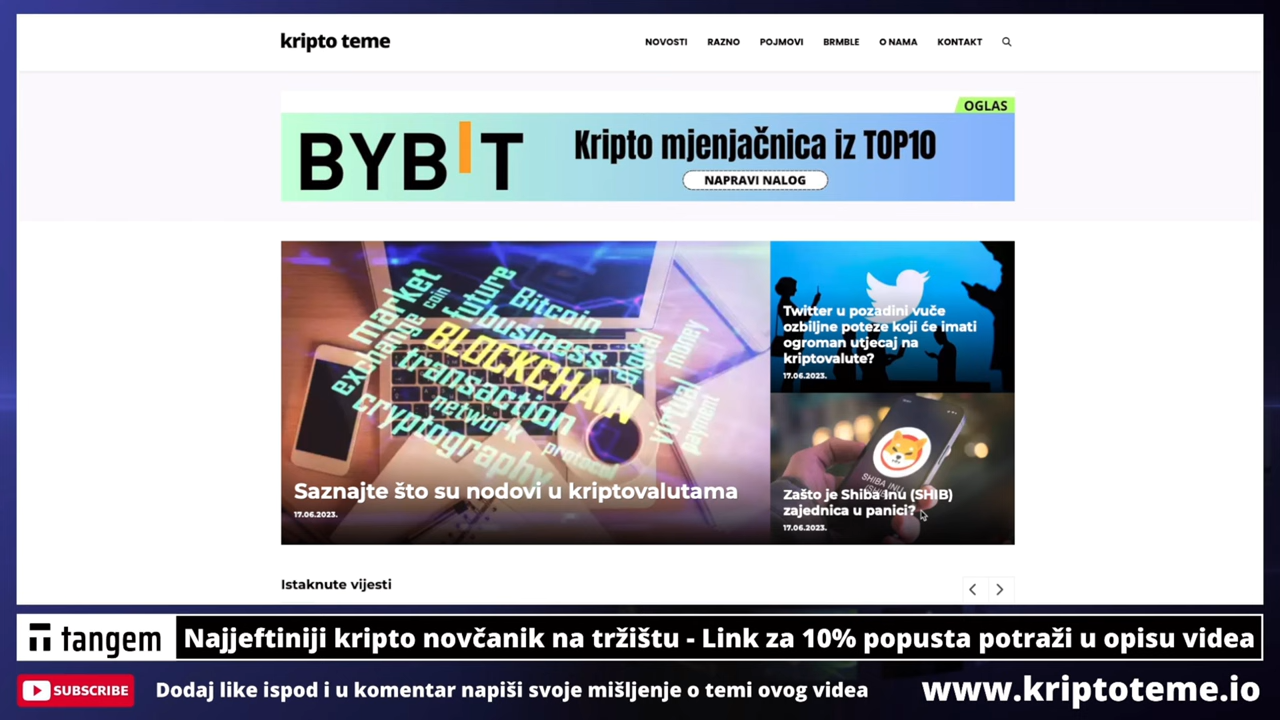 kripto teme
NOVOSTI RAZNO POJMOVI BRMBLE O NAMA KONTAKT
OGLAS
BYBIT
Kripto mjenjačnica iz TOP10
NAPRAVI NALOG
market
coin
future
exchange
Bitcoin
business
BLOCKCHAIN
digital
money
transaction
network
virtual
payment
cryptography
protocol
Saznajte što su nodovi u kriptovalutama
17.06.2023.
Twitter u pozadini vuče
ozbiljne poteze koji će imati
ogroman utjecaj na
kriptovalute?
17.06.2023.
SHIBA INU
Zašto je Shiba Inu (SHIB)
zajednica u panici?
17.06.2023.
Istaknute vijesti
tangem
Najjeftiniji kripto novčanik na tržištu - Link za 10% popusta potraži u opisu videa
SUBSCRIBE
Dodaj like ispod i u komentar napiši svoje mišljenje o temi ovog videa
www.kriptoteme.io